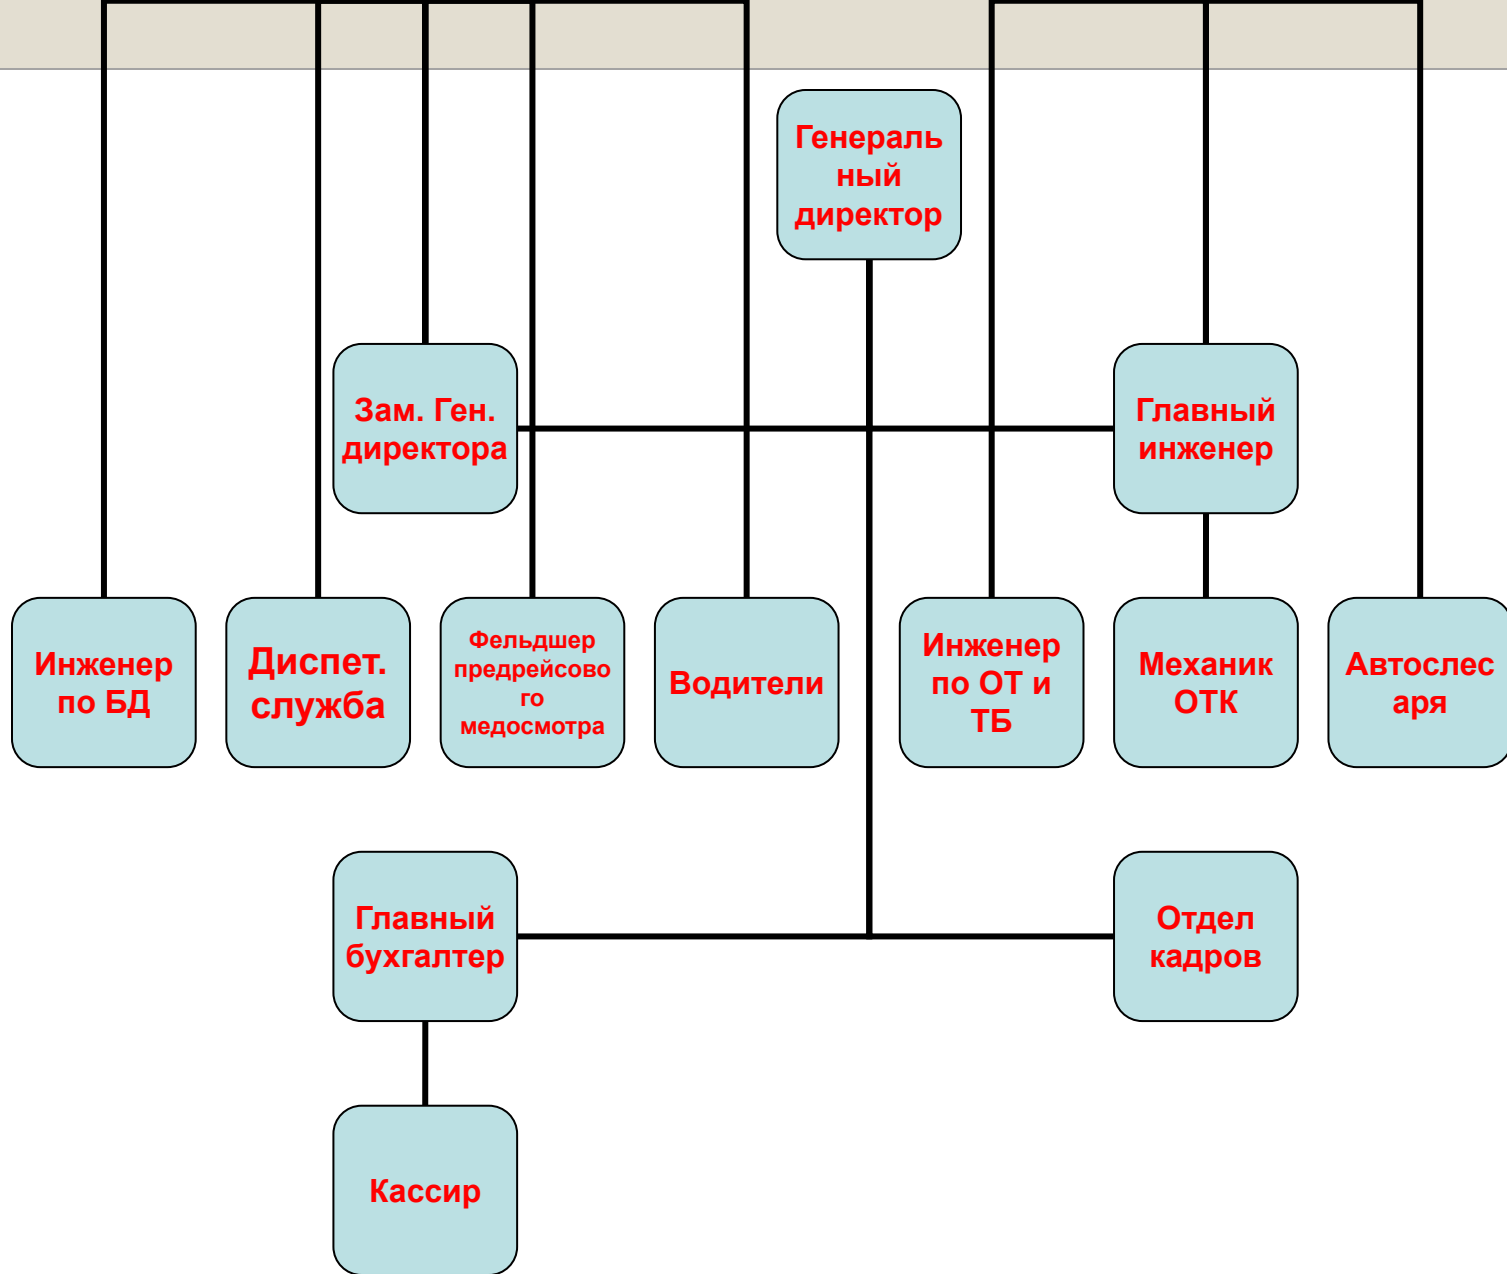 Генераль
ный
директор
Зам. Ген.
директора
Главный
инженер
Инженер
по БД
Диспет.
служба
Фельдшер
предрейсово
го
медосмотра
Водители
Инженер
по ОТ и
ТБ
Механик
ОТК
Автослес
аря
Главный
бухгалтер
Отдел
кадров
Кассир